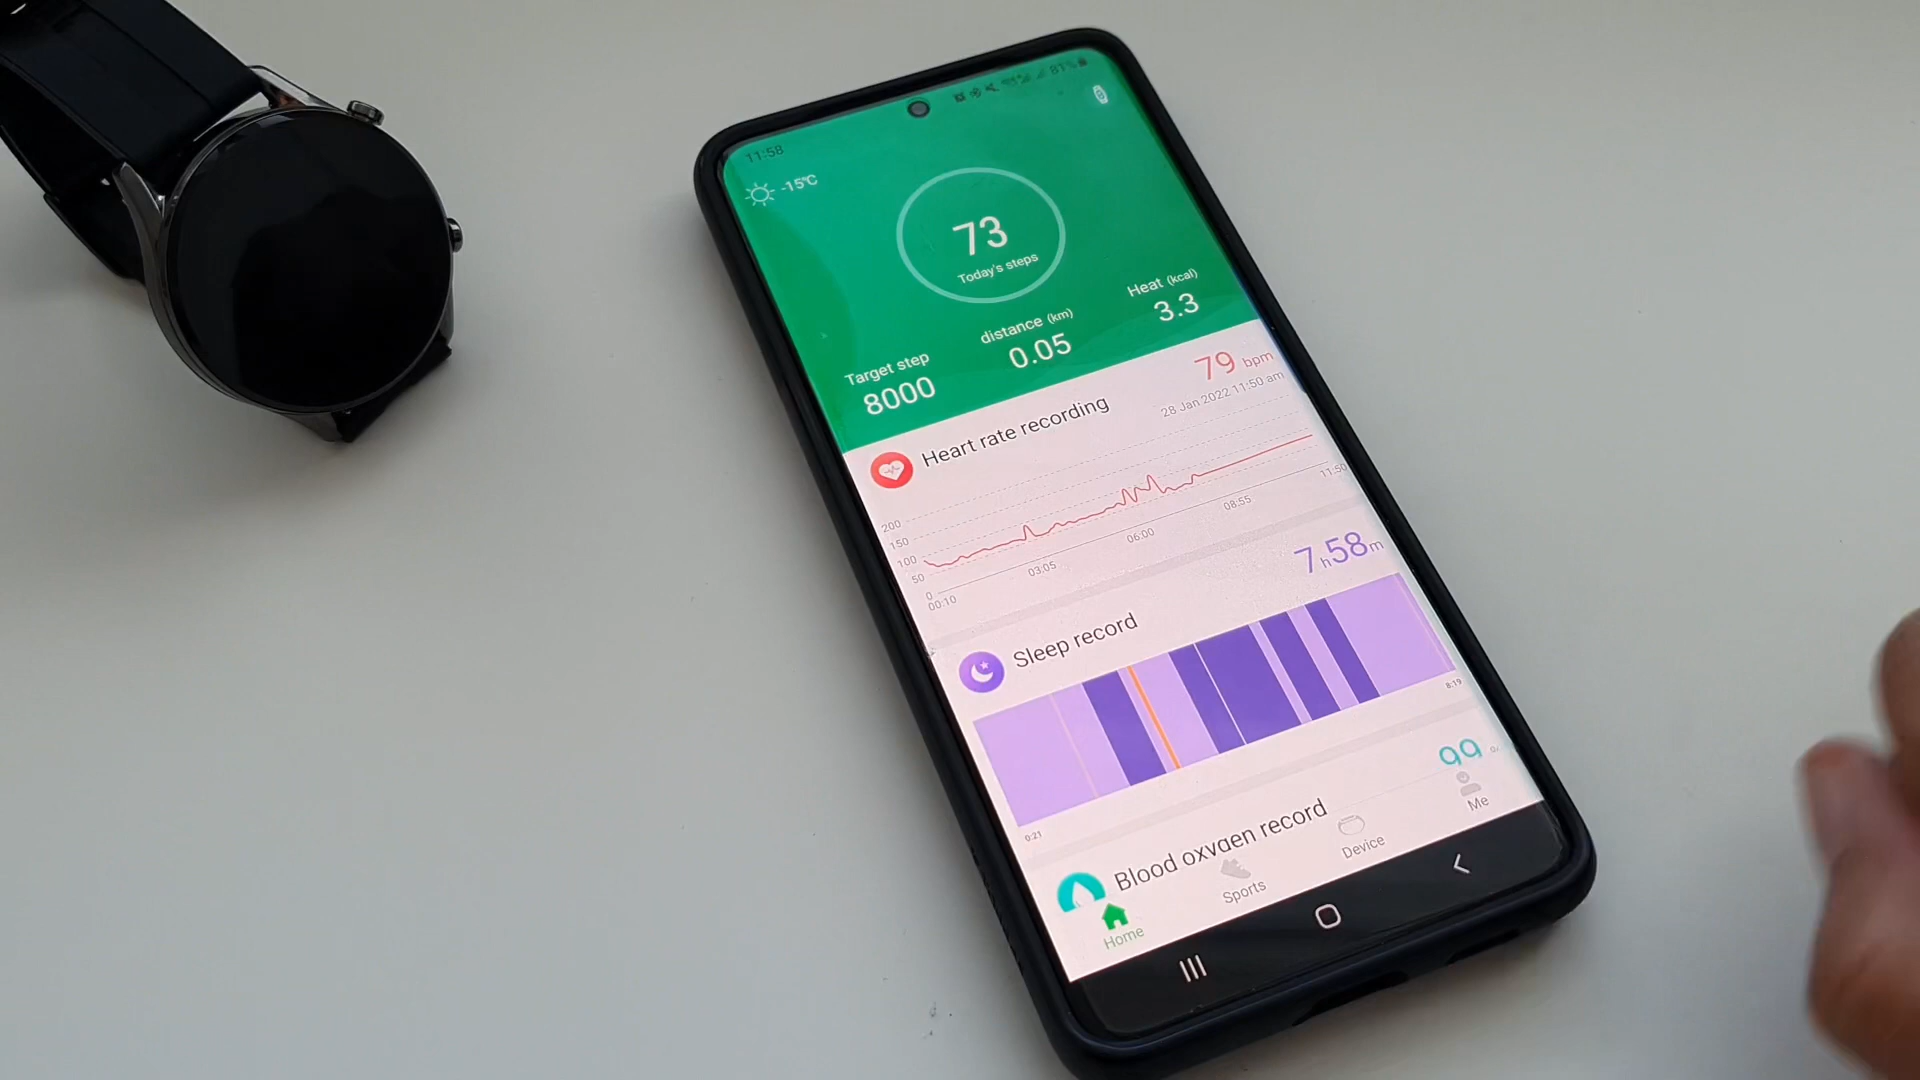 11:58
81%
-15℃
73
Today's steps
Target step
8000
distance (km)
0.05
Heat (kcal)
3.3
Heart rate recording
79 bpm
28 Jan 2022 11:50 am
200
150
100
50
0
00:10
03:05
06:00
08:55
11:50
Sleep record
7h58m
0:21
8:19
Blood oxygen record
99
Home
Sports
Device
Me